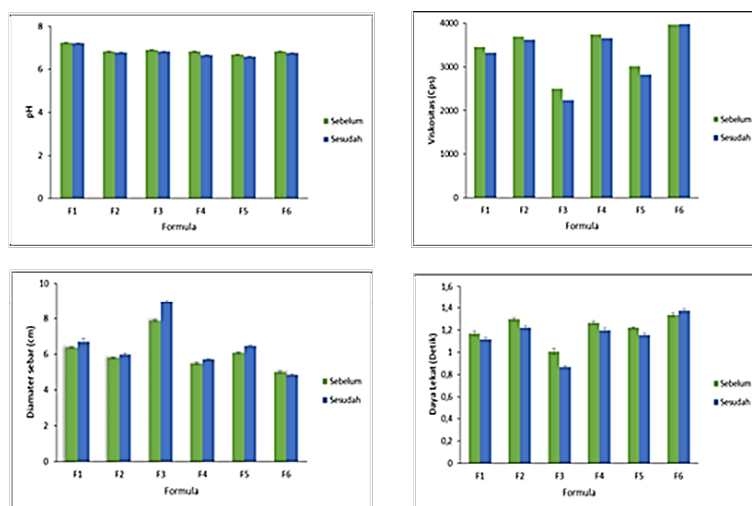 8
6
4
2
0
pH
F1 F2 F3 F4 F5 F6
Formula
Sebelum
Sesudah
4000
3000
2000
1000
0
Viskositas (Cps)
F1 F2 F3 F4 F5 F6
Formula
Sebelum
Sesudah
10
8
6
4
2
0
Diamater sebar (cm)
F1 F2 F3 F4 F5 F6
Formula
Sebelum
Sesudah
1,6
1,4
1,2
1
0,8
0,6
0,4
0,2
0
Daya Lekat (Detik)
F1 F2 F3 F4 F5 F6
Formula
Sebelum
Sesudah